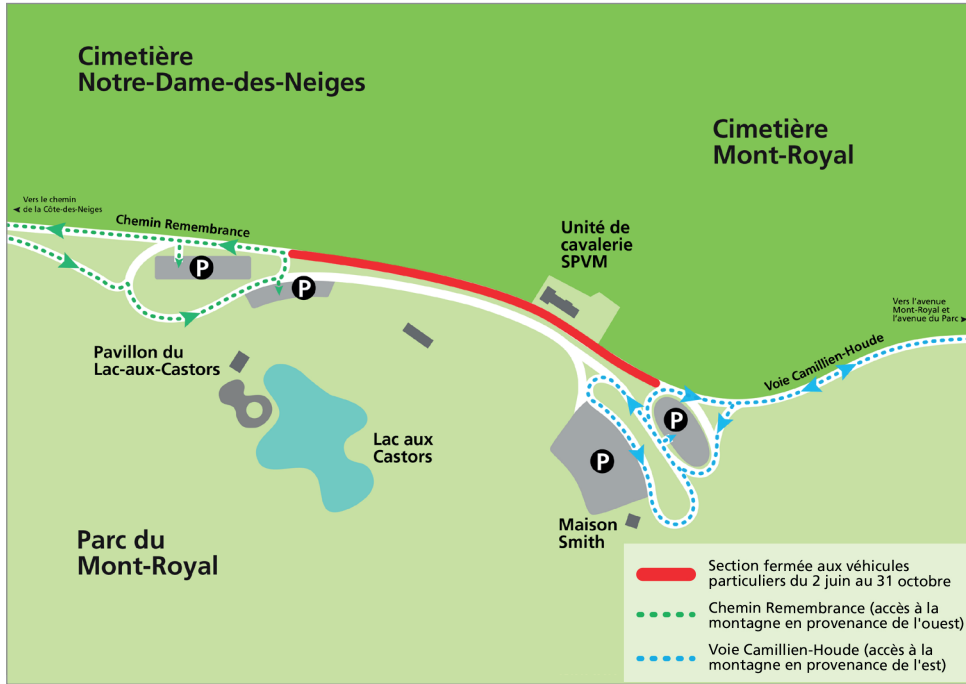 Cimetière
Notre-Dame-des-Neiges
Cimetière
Mont-Royal
Vers le chemin
de la Côte-des-Neiges
Chemin Remembrance
Unité de
cavalerie
SPVM
Vers l'avenue
Mont-Royal et
l'avenue du Parc
P
P
Voie Camillien-Houde
Pavillon du
Lac-aux-Castors
P
Lac aux
Castors
P
Maison
Smith
Parc du
Mont-Royal
Section fermée aux véhicules
particuliers du 2 juin au 31 octobre
Chemin Remembrance (accès à la
montagne en provenance de l'ouest)
Voie Camillien-Houde (accès à la
montagne en provenance de l'est)